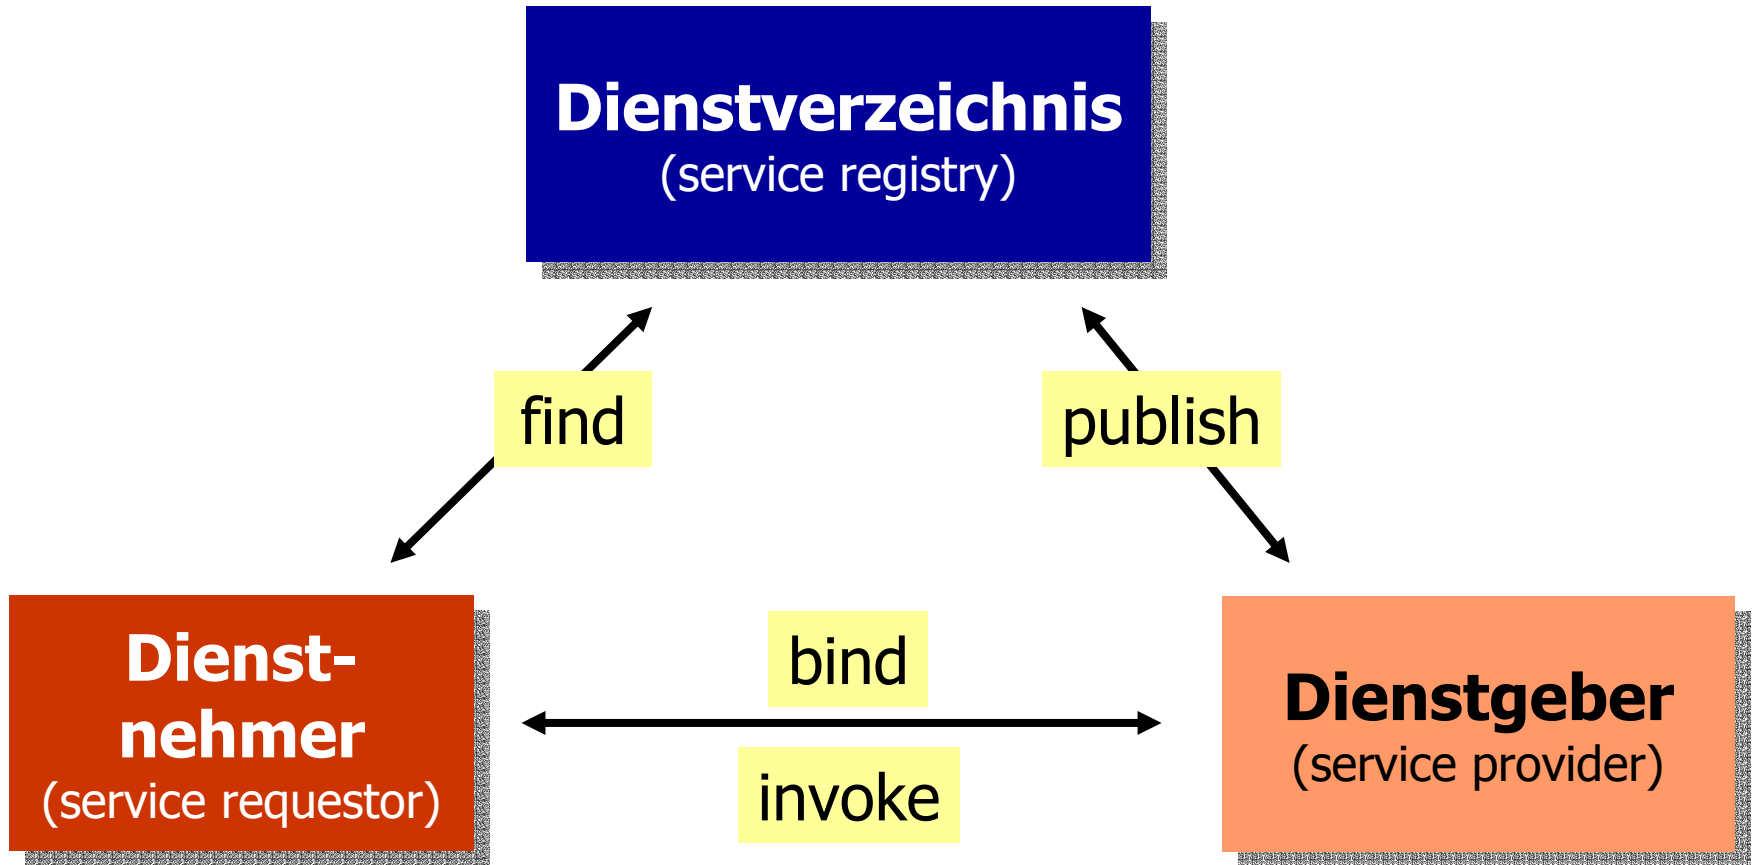 Dienstverzeichnis
(service registry)
find
publish
Dienst-
nehmer
(service requestor)
bind
invoke
Dienstgeber
(service provider)